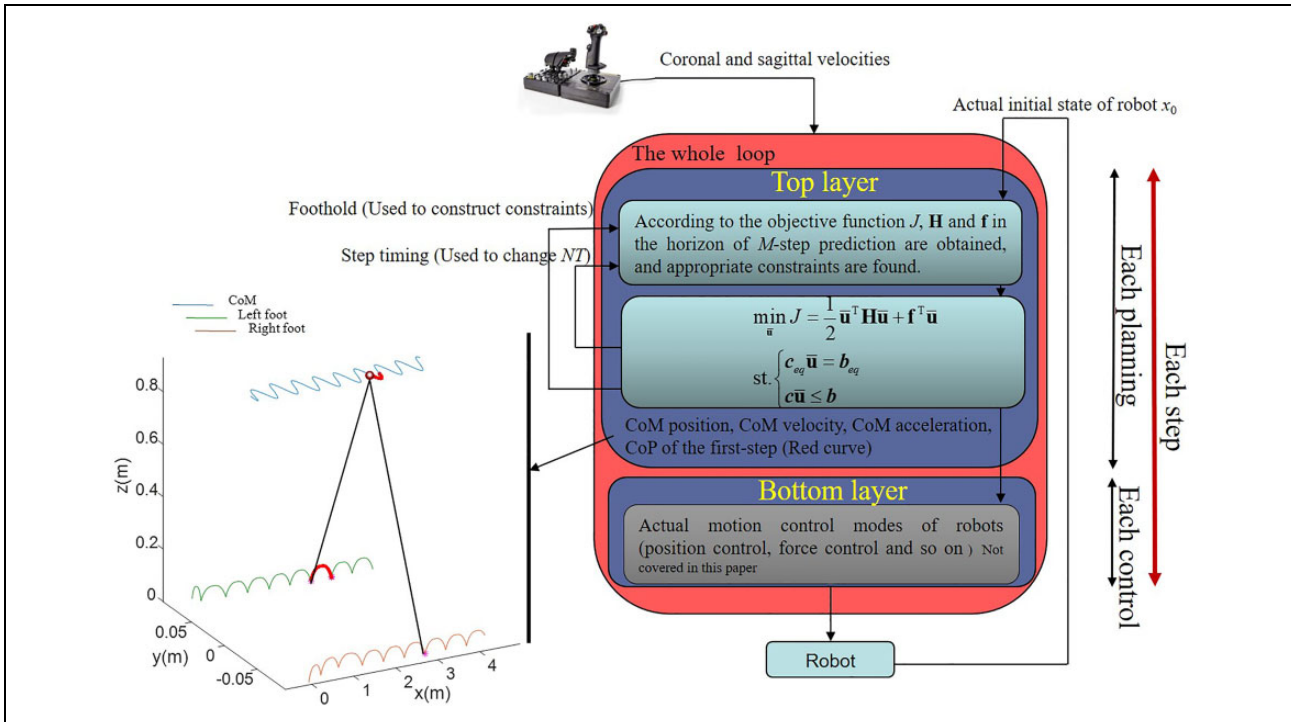 Coronal and sagittal velocities
Actual initial state of robot x₀
The whole loop
Top layer
Foothold (Used to construct constraints)
According to the objective function J, H and f in
the horizon of M-step prediction are obtained,
and appropriate constraints are found.
Step timing (Used to change NT)
min J = 1/2 ūᵀHū + fᵀū
ū
st. { c_eq ū = b_eq
cū ≤ b
CoM position, CoM velocity, CoM acceleration,
CoP of the first-step (Red curve)
Bottom layer
Actual motion control modes of robots
(position control, force control and so on ) Not
covered in this paper
Robot
Each planning
Each control
Each step
CoM
Left foot
Right foot
z(m)
0.8
0.6
0.4
0.2
0
y(m)
0.05
0
-0.05
x(m)
0
1
2
3
4